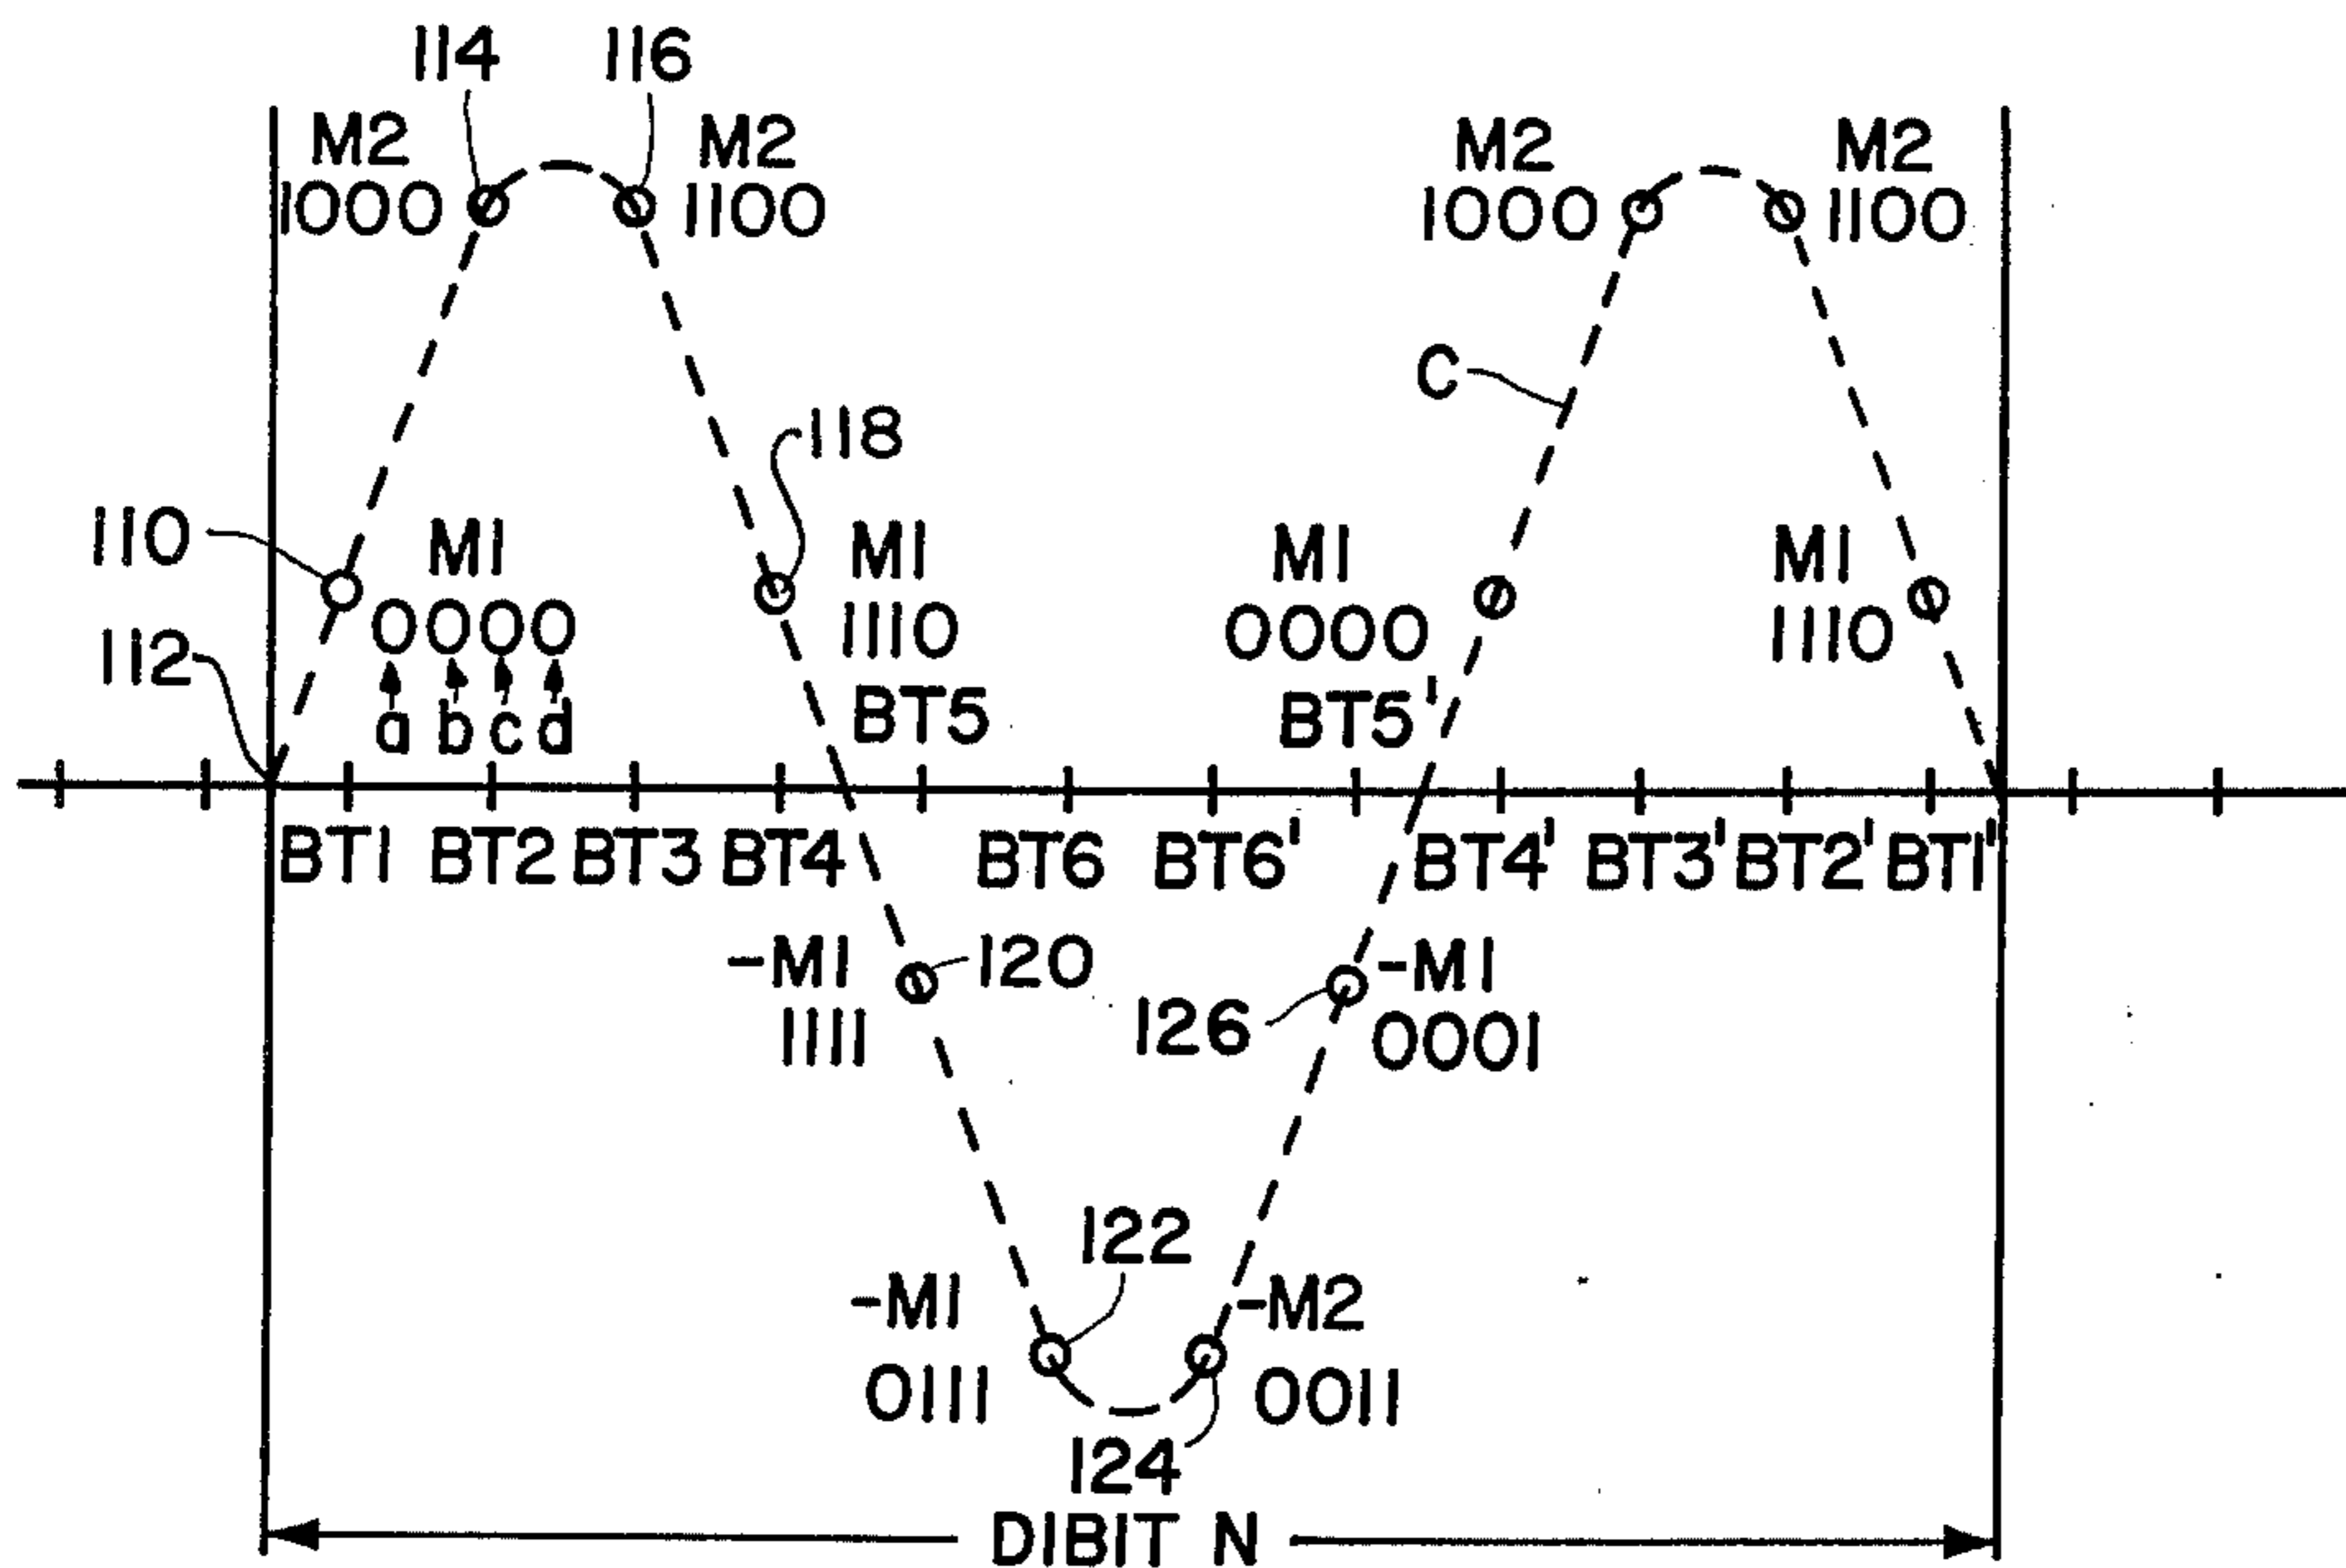 114 116
M2 M2 M2 M2
1000 1100 1000 1100
C
118
110 M1 M1 M1 M1
0000 1110 0000 1110
112
a b c d BT5 BT5'
BT1 BT2 BT3 BT4 BT6 BT6' BT4' BT3' BT2' BT1'
-M1 120 -M1
1111 126 0001
122
-M1 -M2
0111 0011
124
DIBIT N